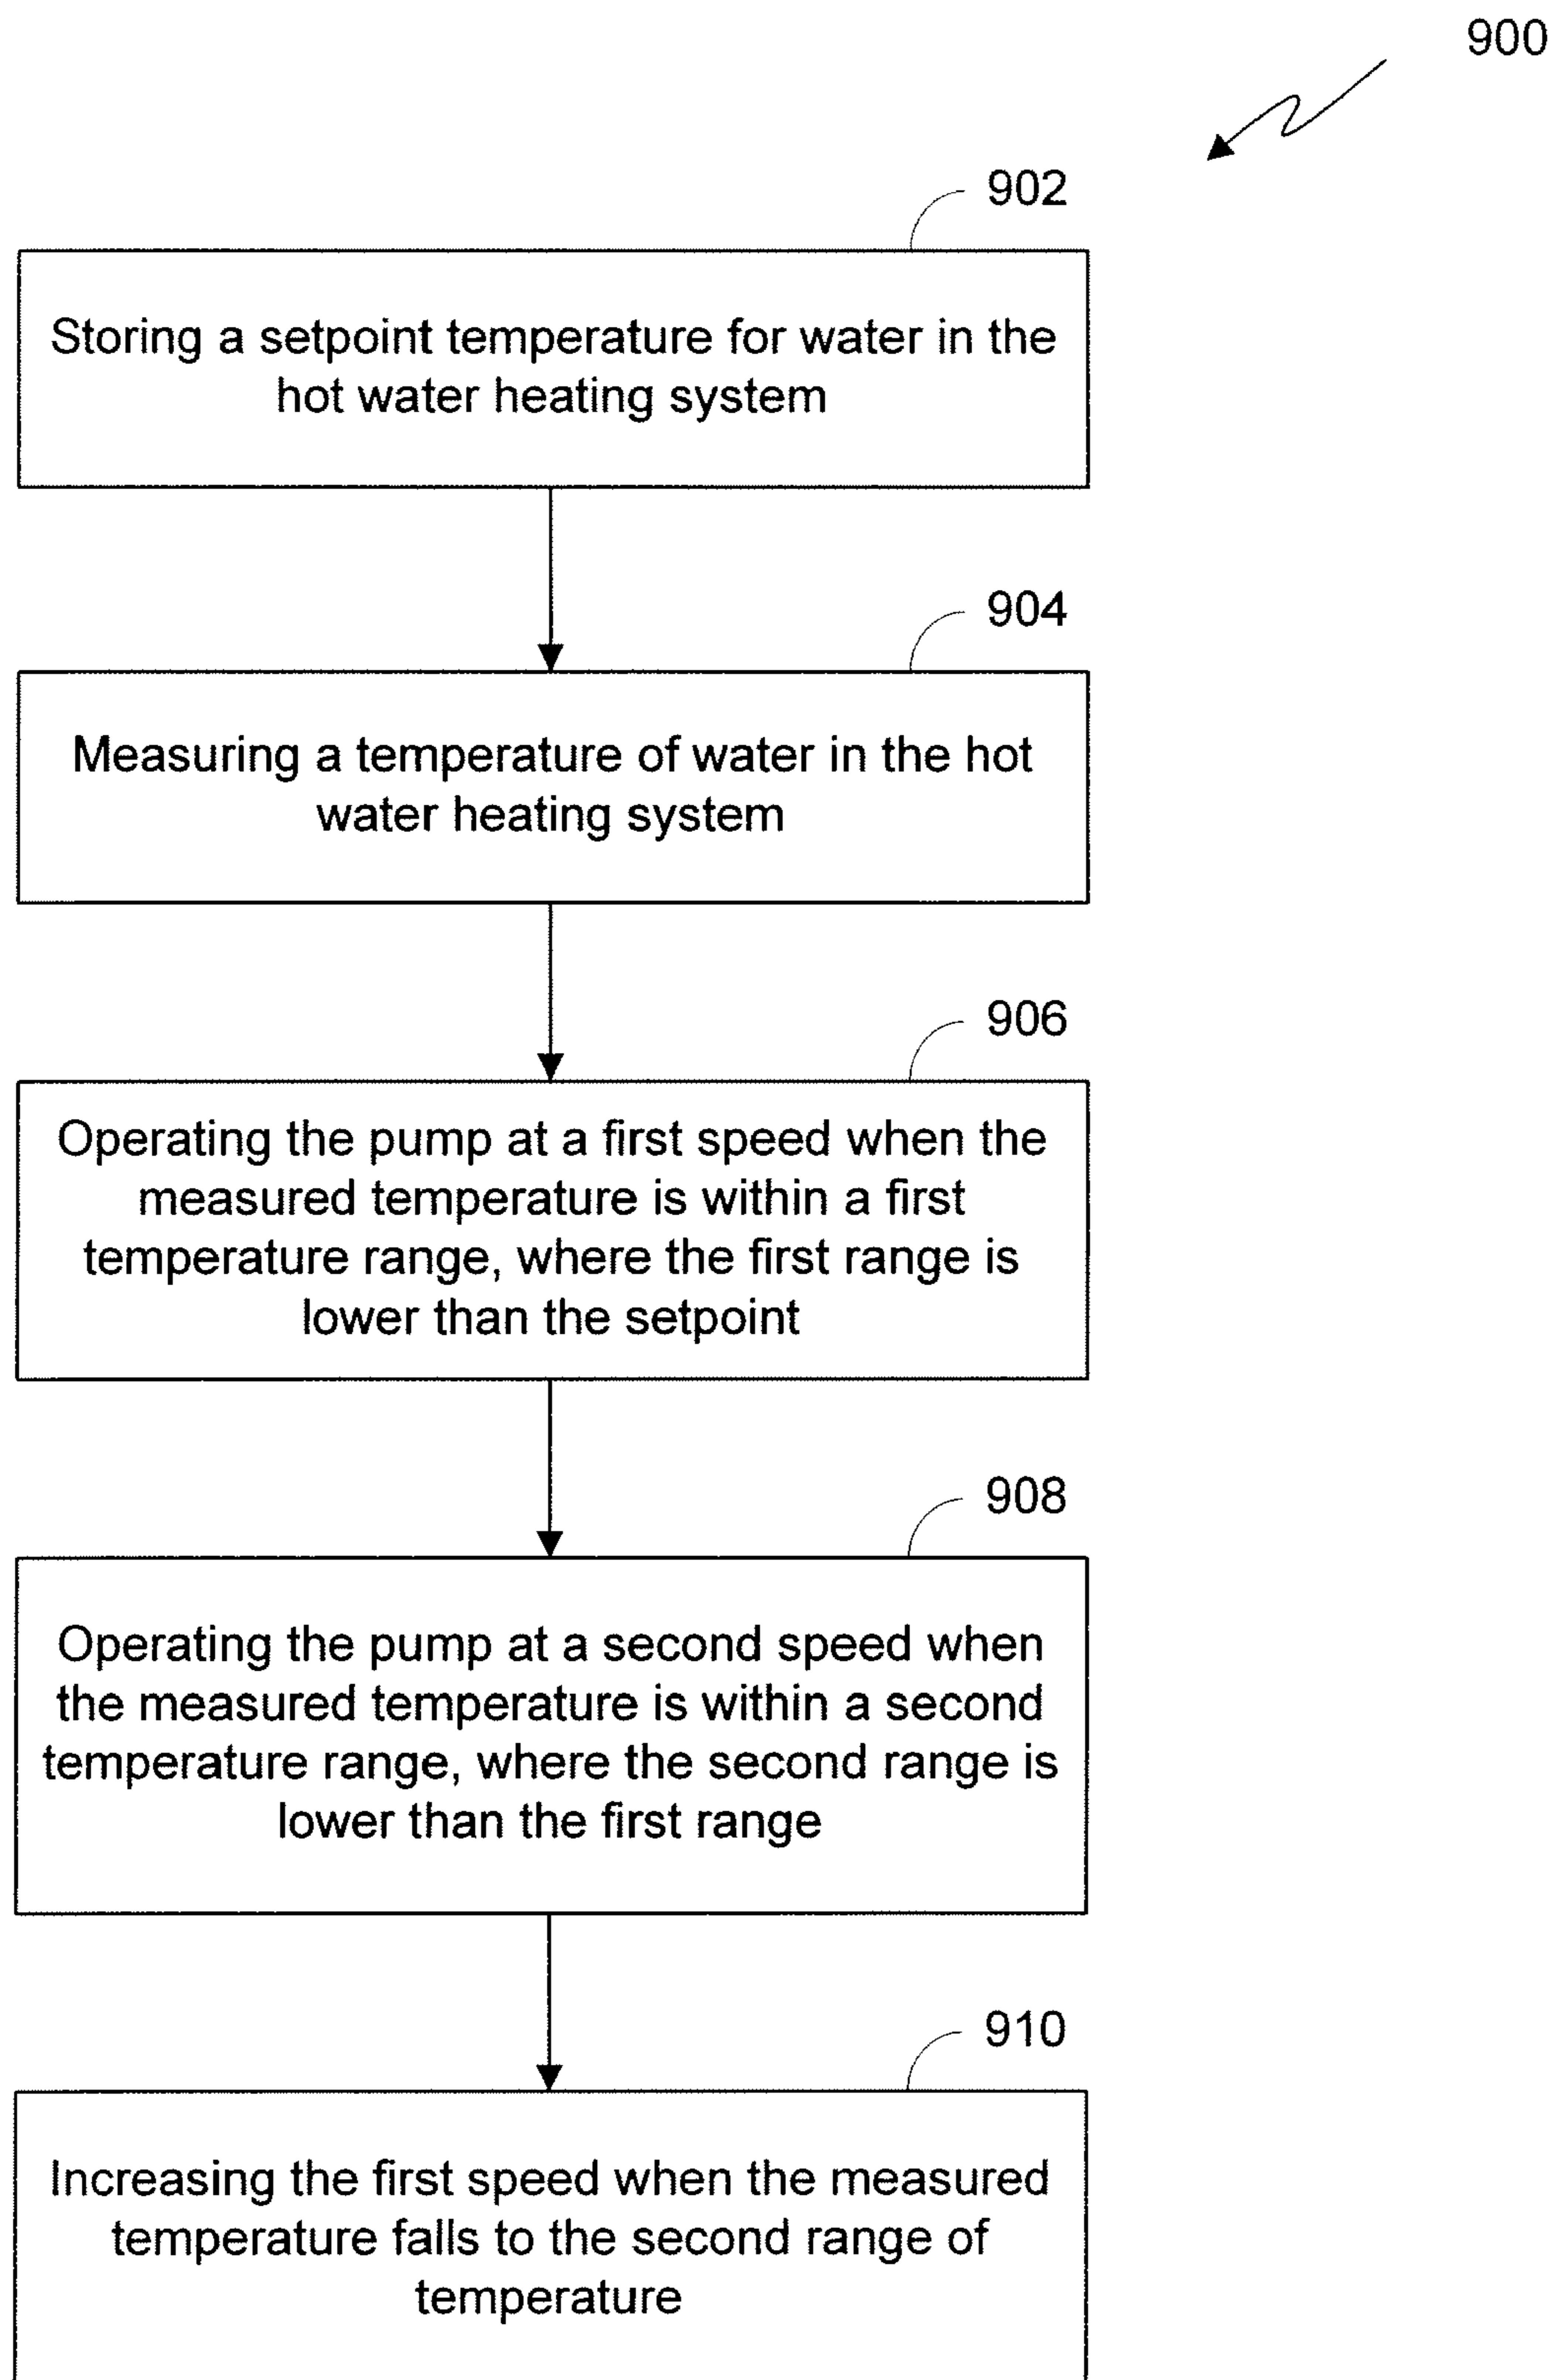 900
902
Storing a setpoint temperature for water in the
hot water heating system
904
Measuring a temperature of water in the hot
water heating system
906
Operating the pump at a first speed when the
measured temperature is within a first
temperature range, where the first range is
lower than the setpoint
908
Operating the pump at a second speed when
the measured temperature is within a second
temperature range, where the second range is
lower than the first range
910
Increasing the first speed when the measured
temperature falls to the second range of
temperature